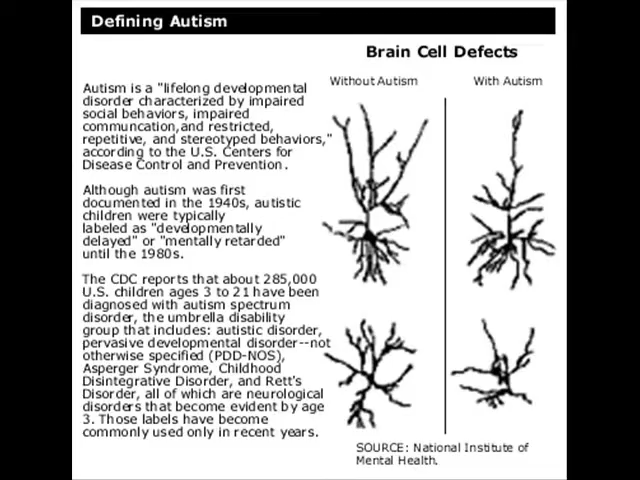 Defining Autism
Brain Cell Defects
Without Autism
With Autism
Autism is a "lifelong developmental
disorder characterized by impaired
social behaviors, impaired
communcation,and restricted,
repetitive, and stereotyped behaviors,"
according to the U.S. Centers for
Disease Control and Prevention.
Although autism was first
documented in the 1940s, autistic
children were typically
labeled as "developmentally
delayed" or "mentally retarded"
until the 1980s.
The CDC reports that about 285,000
U.S. children ages 3 to 21 have been
diagnosed with autism spectrum
disorder, the umbrella disability
group that includes: autistic disorder,
pervasive developmental disorder--not
otherwise specified (PDD-NOS),
Asperger Syndrome, Childhood
Disintegrative Disorder, and Rett's
Disorder, all of which are neurological
disorders that become evident by age
3. Those labels have become
commonly used only in recent years.
SOURCE: National Institute of
Mental Health.